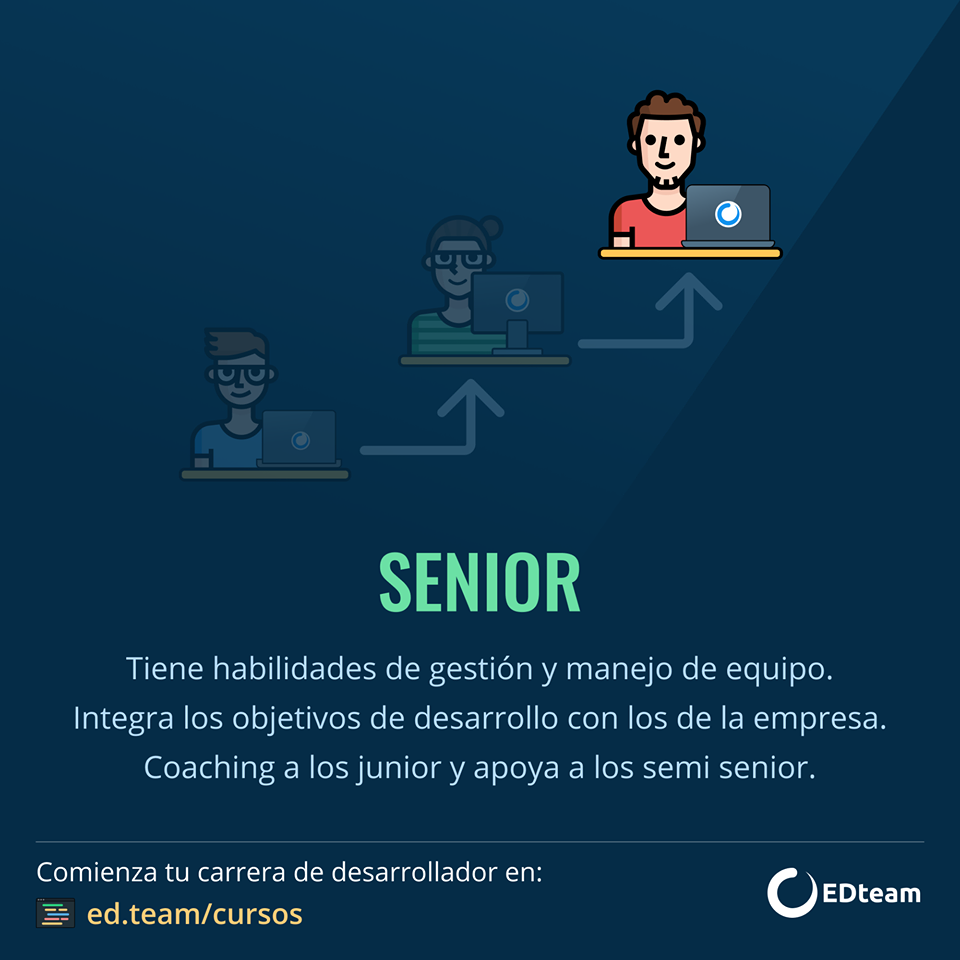 SENIOR
Tiene habilidades de gestión y manejo de equipo.
Integra los objetivos de desarrollo con los de la empresa.
Coaching a los junior y apoya a los semi senior.
Comienza tu carrera de desarrollador en:
ed.team/cursos
EDteam